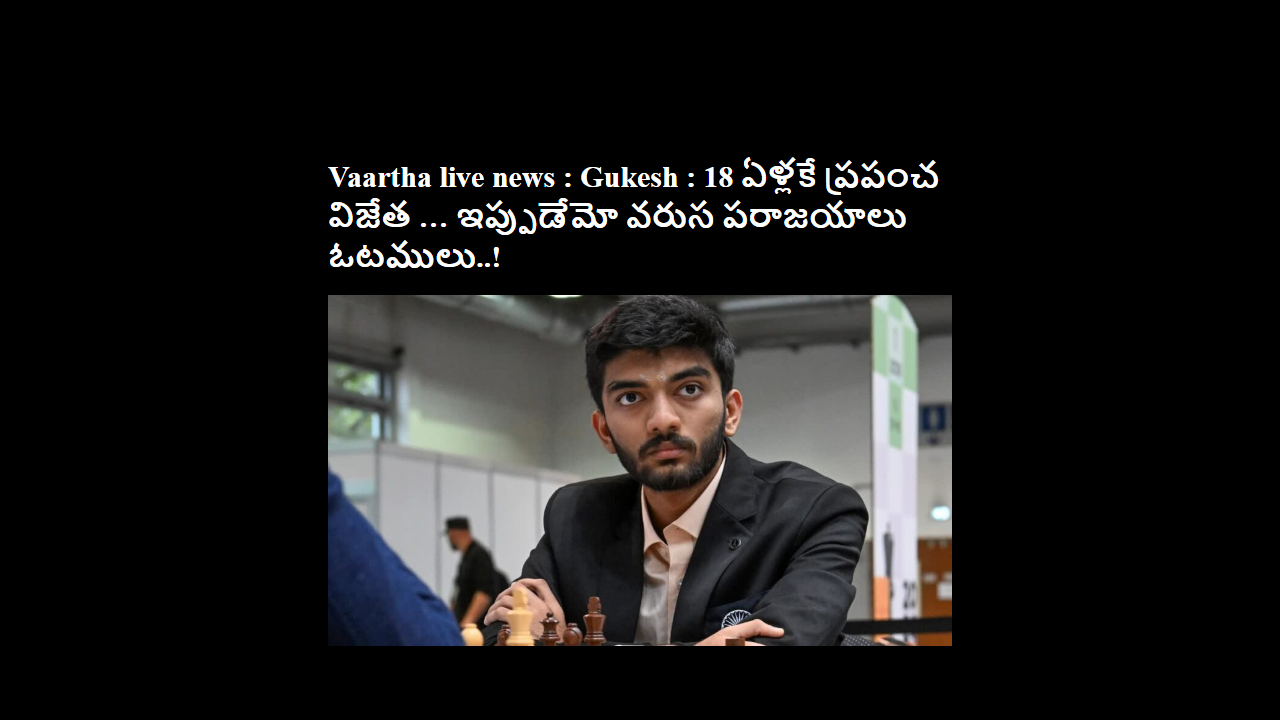 Vaartha live news : Gukesh : 18 ఏళ్లకే ప్రపంచ
విజేత … ఇప్పుడేమో వరుస పరాజయాలు
ఓటములు..!